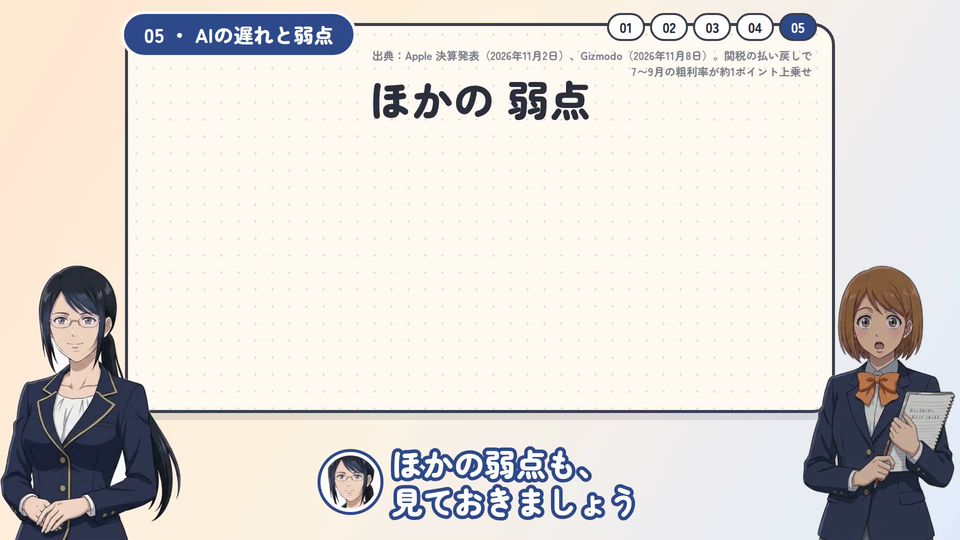 05 ・ AIの遅れと弱点
01 02 03 04 05
出典：Apple 決算発表（2026年11月2日）、Gizmodo（2026年11月8日）。関税の払い戻しで
7〜9月の粗利率が約1ポイント上乗せ
ほかの 弱点
ほかの弱点も、
見ておきましょう